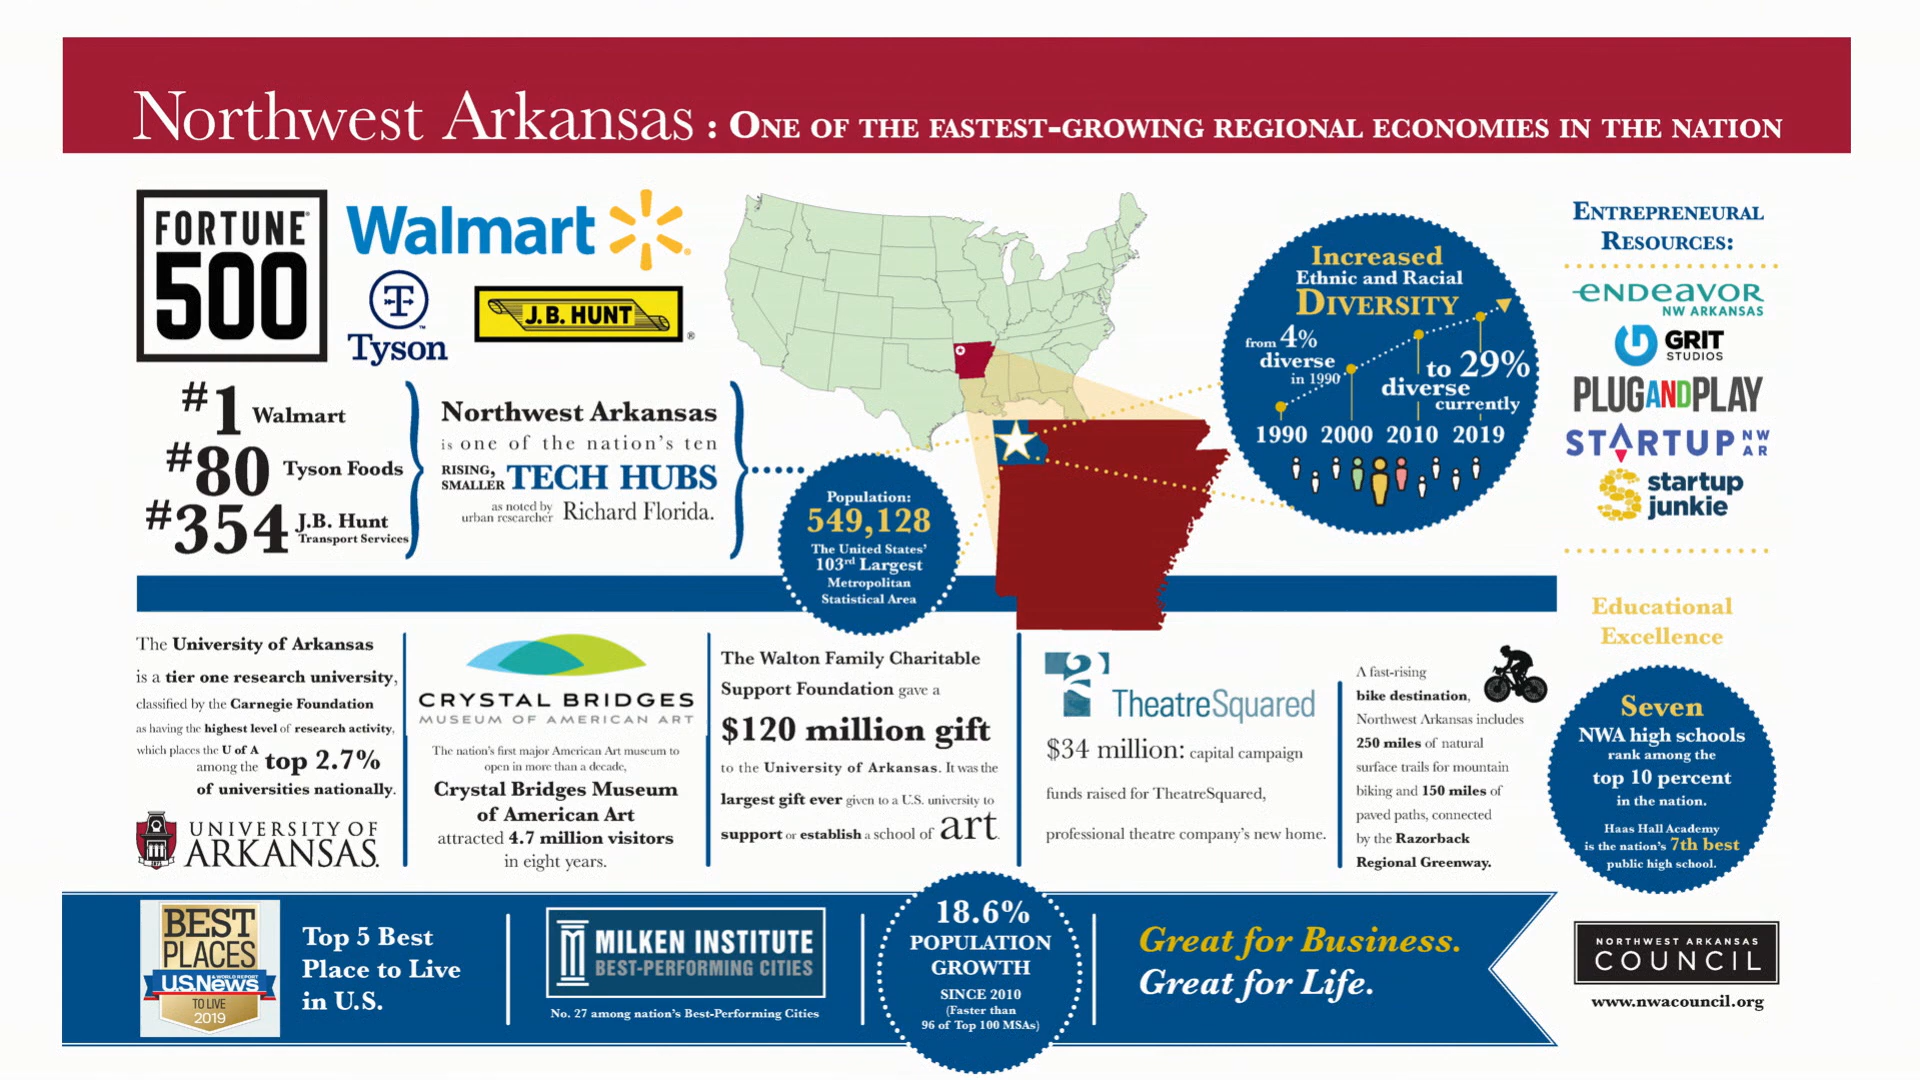 Northwest Arkansas : ONE OF THE FASTEST-GROWING REGIONAL ECONOMIES IN THE NATION
FORTUNE
500
Walmart
Tyson
J.B. HUNT
#1 Walmart
#80 Tyson Foods
#354 J.B. Hunt
Transport Services
Northwest Arkansas
is one of the nation's ten
RISING,
SMALLER TECH HUBS
as noted by
urban researcher Richard Florida.
Population:
549,128
The United States'
103rd Largest
Metropolitan
Statistical Area
Increased
Ethnic and Racial
DIVERSITY
from 4%
diverse
in 1990
to 29%
diverse
currently
1990 2000 2010 2019
ENTREPRENEURAL
RESOURCES:
eNDeaVOR
NW ARKANSAS
GRIT
STUDIOS
PLUGANDPLAY
STARTUP NW
AR
startup
junkie
The University of Arkansas
is a tier one research university,
classified by the Carnegie Foundation
as having the highest level of research activity,
which places the U of A
among the top 2.7%
of universities nationally.
UNIVERSITY OF
ARKANSAS.
CRYSTAL BRIDGES
MUSEUM OF AMERICAN ART
The nation's first major American Art museum to
open in more than a decade,
Crystal Bridges Museum
of American Art
attracted 4.7 million visitors
in eight years.
The Walton Family Charitable
Support Foundation gave a
$120 million gift
to the University of Arkansas. It was the
largest gift ever given to a U.S. university to
support or establish a school of art.
TheatreSquared
$34 million: capital campaign
funds raised for TheatreSquared,
professional theatre company's new home.
A fast-rising
bike destination,
Northwest Arkansas includes
250 miles of natural
surface trails for mountain
biking and 150 miles of
paved paths, connected
by the Razorback
Regional Greenway.
Educational
Excellence
Seven
NWA high schools
rank among the
top 10 percent
in the nation.
Haas Hall Academy
is the nation's 7th best
public high school.
BEST
PLACES
U.S.News & WORLD REPORT
TO LIVE
2019
Top 5 Best
Place to Live
in U.S.
MILKEN INSTITUTE
BEST-PERFORMING CITIES
No. 27 among nation's Best-Performing Cities
18.6%
POPULATION
GROWTH
SINCE 2010
(Faster than
96 of Top 100 MSAs)
Great for Business.
Great for Life.
NORTHWEST ARKANSAS
COUNCIL
www.nwacouncil.org